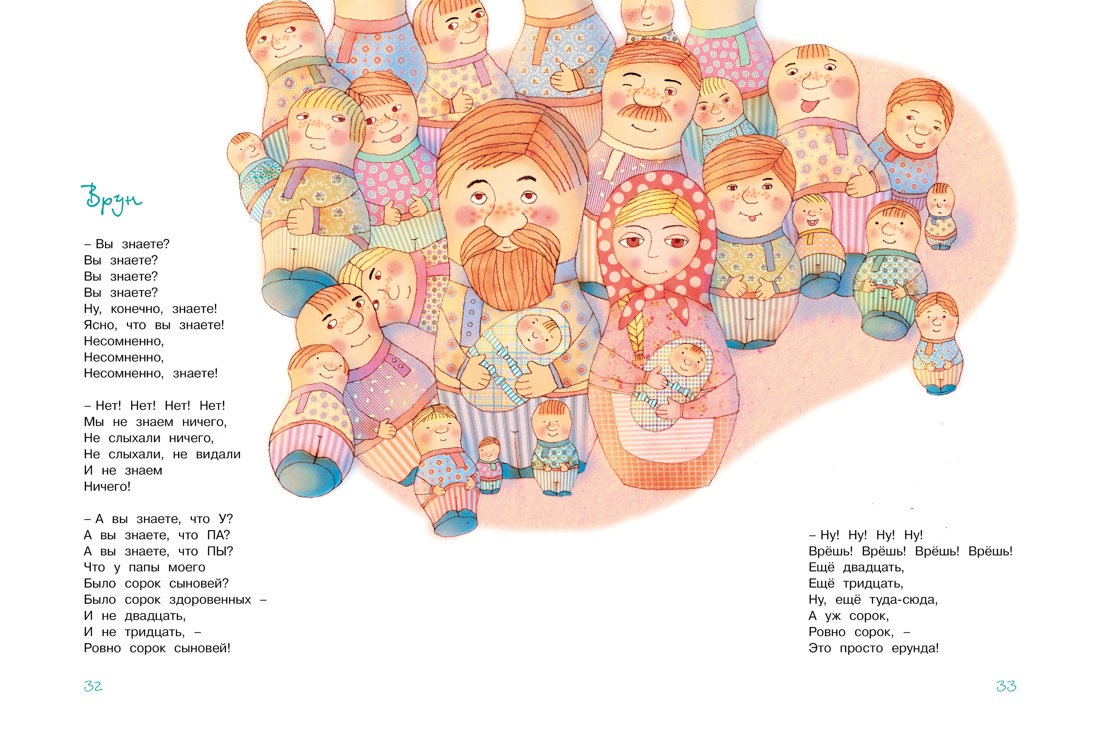 Врун
– Вы знаете?
Вы знаете?
Вы знаете?
Вы знаете?
Ну, конечно, знаете!
Ясно, что вы знаете!
Несомненно,
Несомненно,
Несомненно, знаете!
– Нет! Нет! Нет! Нет!
Мы не знаем ничего,
Не слыхали ничего,
Не слыхали, не видали
И не знаем
Ничего!
– А вы знаете, что У?
А вы знаете, что ПА?
А вы знаете, что ПЫ?
Что у папы моего
Было сорок сыновей?
Было сорок здоровенных –
И не двадцать,
И не тридцать, –
Ровно сорок сыновей!
32
– Ну! Ну! Ну! Ну!
Врёшь! Врёшь! Врёшь! Врёшь!
Ещё двадцать,
Ещё тридцать,
Ну, ещё туда-сюда,
А уж сорок,
Ровно сорок, –
Это просто ерунда!
33